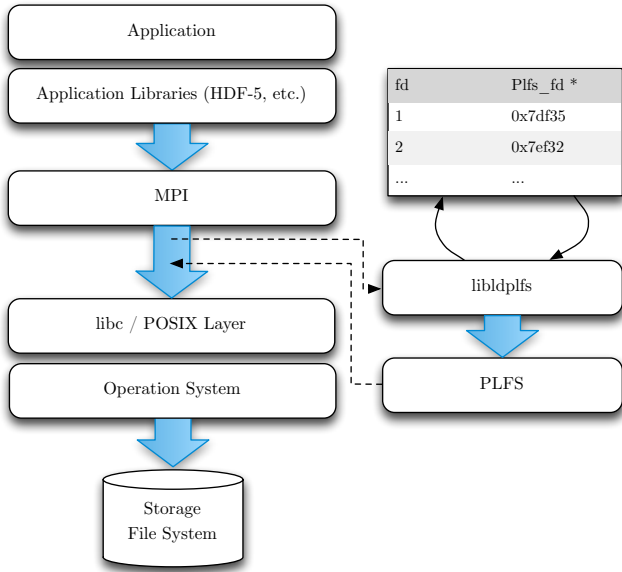 Application
Application Libraries (HDF-5, etc.)
MPI
libc / POSIX Layer
Operation System
Storage
File System
fd Plfs_fd *
1 0x7df35
2 0x7ef32
... ...
libldplfs
PLFS